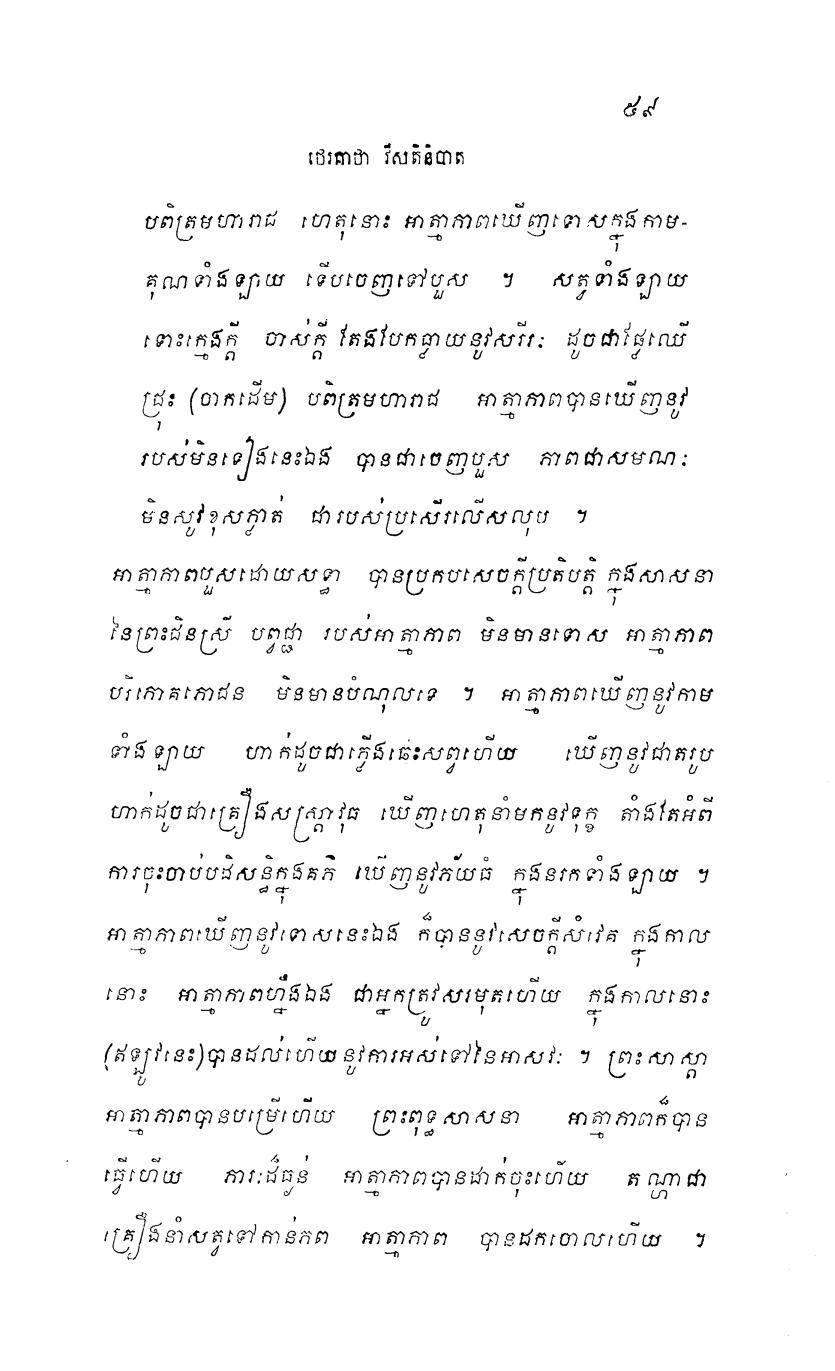 ៥៩
ថេរគាថា វីសតិនិបាត
បពិត្រមហារាជ ហេតុនោះ អាត្មាភាពឃើញទោសក្នុងកាម-
គុណទាំងឡាយ ទើបចេញទៅបួស ។ សត្វទាំងឡាយ
ទោះក្មេងក្តី ចាស់ក្តី តែងបែកធ្លាយនូវសរីរៈ ដូចជាផ្លែឈើ
ជ្រុះ (ចាកដើម) បពិត្រមហារាជ អាត្មាភាពបានឃើញនូវ
របស់មិនទៀងនេះឯង បានជាចេញបួស ភាពជាសមណៈ
មិនសូវខុសភ្លាត់ ជារបស់ប្រសើរលើសលុប ។
អាត្មាភាពបួសដោយសទ្ធា បានប្រកបសេចក្តីប្រតិបត្តិ ក្នុងសាសនា
នៃព្រះជិនស្រី បព្វជ្ជា របស់អាត្មាភាព មិនមានទោស អាត្មាភាព
បរិភោគភោជន មិនមានបំណុលទេ ។ អាត្មាភាពឃើញនូវកាម
ទាំងឡាយ ហាក់ដូចជាភ្លើងឆេះសព្វហើយ ឃើញនូវជាតរូប
ហាក់ដូចជាគ្រឿងសស្ត្រាវុធ ឃើញហេតុនាំមកនូវទុក្ខ តាំងតែអំពី
ការចុះចាប់បដិសន្ធិក្នុងគភ៌ ឃើញនូវភ័យធំ ក្នុងនរកទាំងឡាយ ។
អាត្មាភាពឃើញនូវទោសនេះឯង ក៏បាននូវសេចក្តីសំវេគ ក្នុងកាល
នោះ អាត្មាភាពហ្នឹងឯង ជាអ្នកត្រូវសរមុតហើយ ក្នុងកាលនោះ
(ឥឡូវនេះ)បានដល់ហើយនូវការអស់ទៅនៃអាសវៈ ។ ព្រះសាស្តា
អាត្មាភាពបានបម្រើហើយ ព្រះពុទ្ធសាសនា អាត្មាភាពក៏បាន
ធ្វើហើយ ភារៈដ៏ធ្ងន់ អាត្មាភាពបានដាក់ចុះហើយ តណ្ហាជា
គ្រឿងនាំសត្វទៅកាន់ភព អាត្មាភាព បានដកចោលហើយ ។